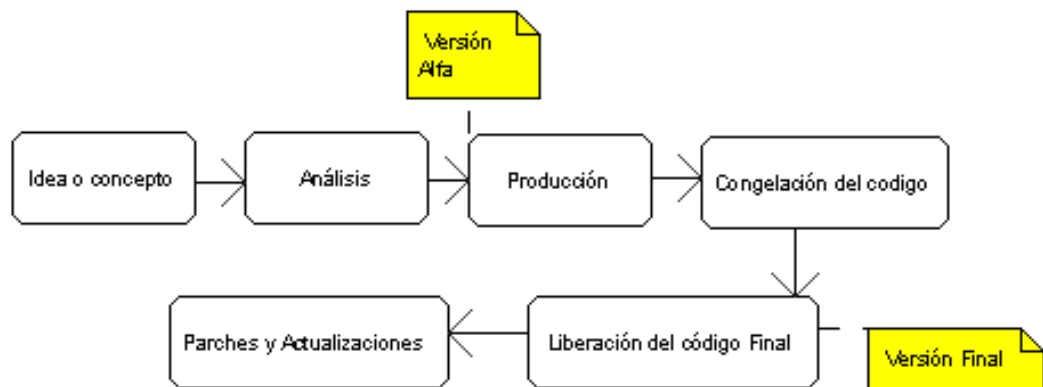 Versión
Alfa
Idea o concepto
Análisis
Producción
Congelación del codigo
Parches y Actualizaciones
Liberación del código Final
Versión Final